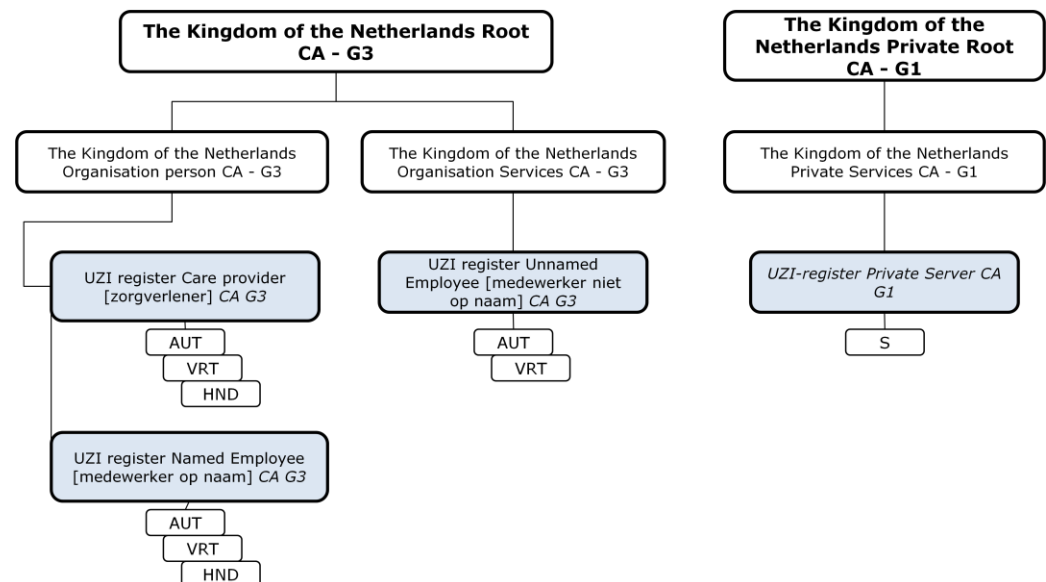 The Kingdom of the Netherlands Root
CA - G3
The Kingdom of the
Netherlands Private Root
CA - G1
The Kingdom of the Netherlands
Organisation person CA - G3
The Kingdom of the Netherlands
Organisation Services CA - G3
The Kingdom of the Netherlands
Private Services CA - G1
UZI register Care provider
[zorgverlener] CA G3
UZI register Unnamed
Employee [medewerker niet
op naam] CA G3
UZI-register Private Server CA
G1
AUT
VRT
HND
AUT
VRT
S
UZI register Named Employee
[medewerker op naam] CA G3
AUT
VRT
HND